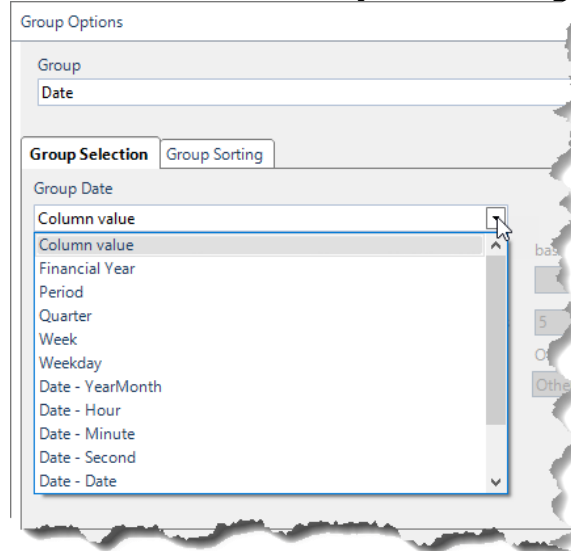 Group Options
Group
Date
Group Selection Group Sorting
Group Date
Column value
Column value
Financial Year
Period
Quarter
Week
Weekday
Date - YearMonth
Date - Hour
Date - Minute
Date - Second
Date - Date
5